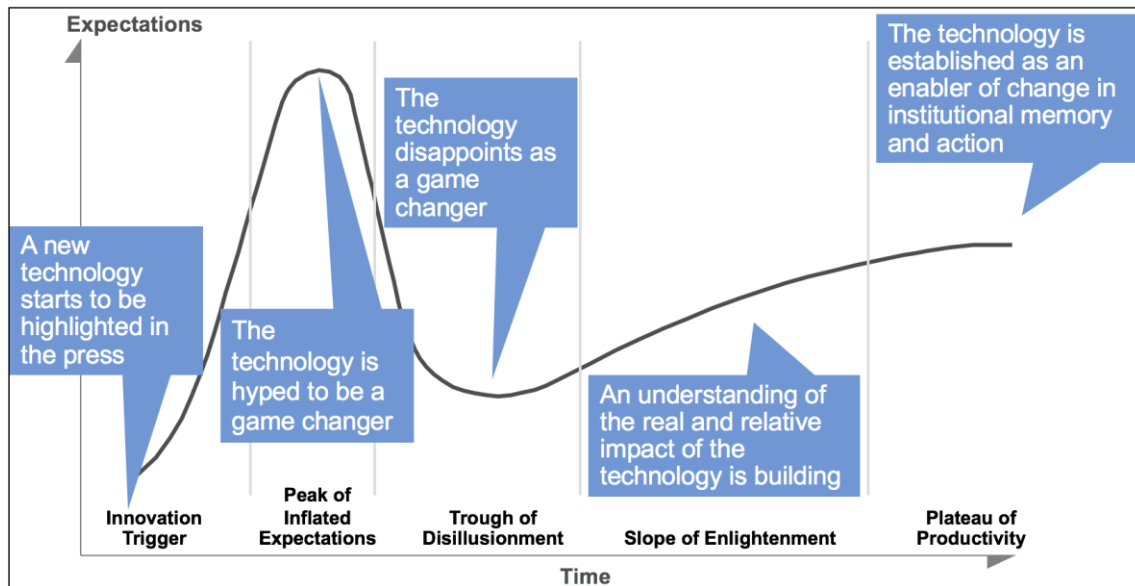 Expectations
A new
technology
starts to be
highlighted in
the press
The
technology is
hyped to be a
game changer
The
technology
disappoints as
a game
changer
An understanding of
the real and relative
impact of the
technology is building
The technology is
established as an
enabler of change in
institutional memory
and action
Innovation
Trigger
Peak of
Inflated
Expectations
Trough of
Disillusionment
Slope of Enlightenment
Plateau of
Productivity
Time